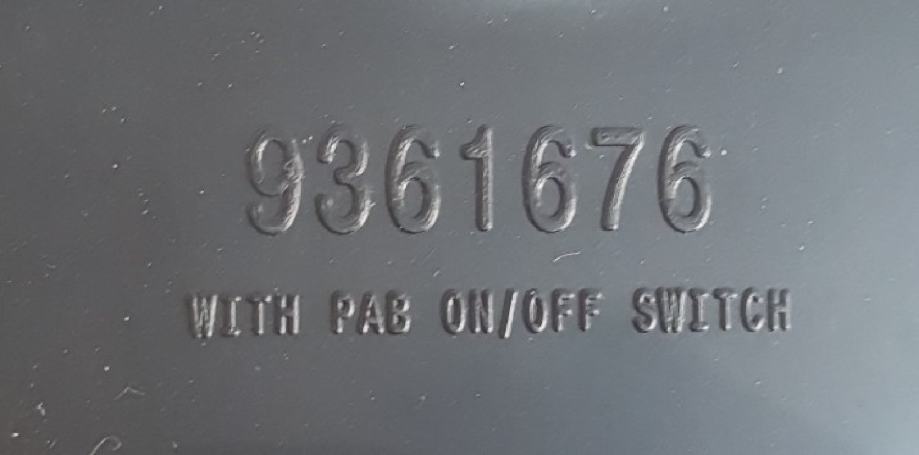 9361676
WITH PAB ON/OFF SWITCH